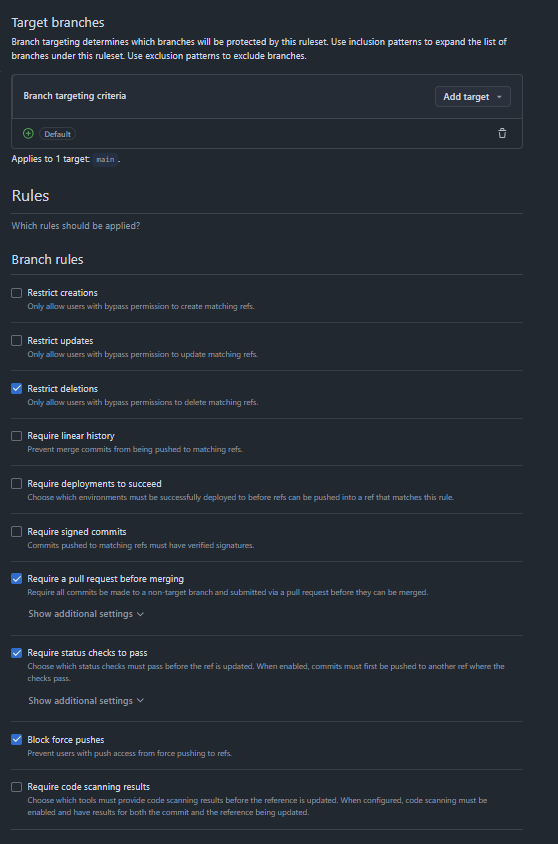 Target branches
Branch targeting determines which branches will be protected by this ruleset. Use inclusion patterns to expand the list of
branches under this ruleset. Use exclusion patterns to exclude branches.
Branch targeting criteria
Add target
Default
Applies to 1 target: main.
Rules
Which rules should be applied?
Branch rules
Restrict creations
Only allow users with bypass permission to create matching refs.
Restrict updates
Only allow users with bypass permission to update matching refs.
Restrict deletions
Only allow users with bypass permissions to delete matching refs.
Require linear history
Prevent merge commits from being pushed to matching refs.
Require deployments to succeed
Choose which environments must be successfully deployed to before refs can be pushed into a ref that matches this rule.
Require signed commits
Commits pushed to matching refs must have verified signatures.
Require a pull request before merging
Require all commits be made to a non-target branch and submitted via a pull request before they can be merged.
Show additional settings
Require status checks to pass
Choose which status checks must pass before the ref is updated. When enabled, commits must first be pushed to another ref where the
checks pass.
Show additional settings
Block force pushes
Prevent users with push access from force pushing to refs.
Require code scanning results
Choose which tools must provide code scanning results before the reference is updated. When configured, code scanning must be
enabled and have results for both the commit and the reference being updated.